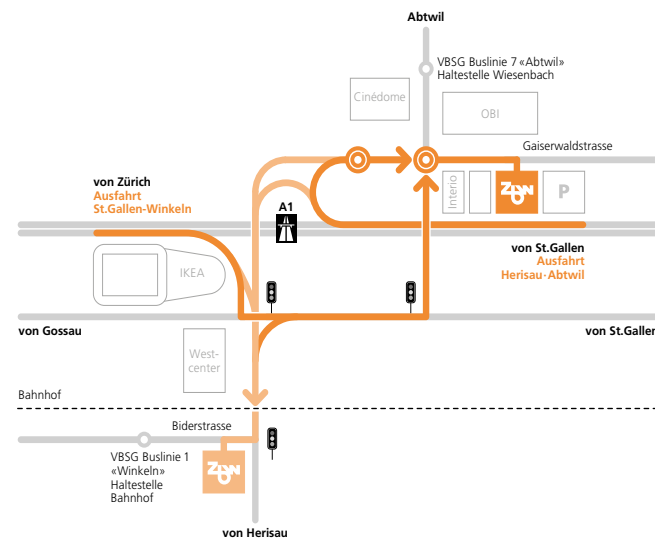 Abtwil
VBSG Buslinie 7 «Abtwil»
Haltestelle Wiesenbach
Cinédome
OBI
Gaiserwaldstrasse
von Zürich
Ausfahrt
St.Gallen-Winkeln
A1
Interio
P
IKEA
von St.Gallen
Ausfahrt
Herisau-Abtwil
von Gossau
von St.Gallen
West-
center
Bahnhof
Biderstrasse
VBSG Buslinie 1
«Winkeln»
Haltestelle
Bahnhof
von Herisau